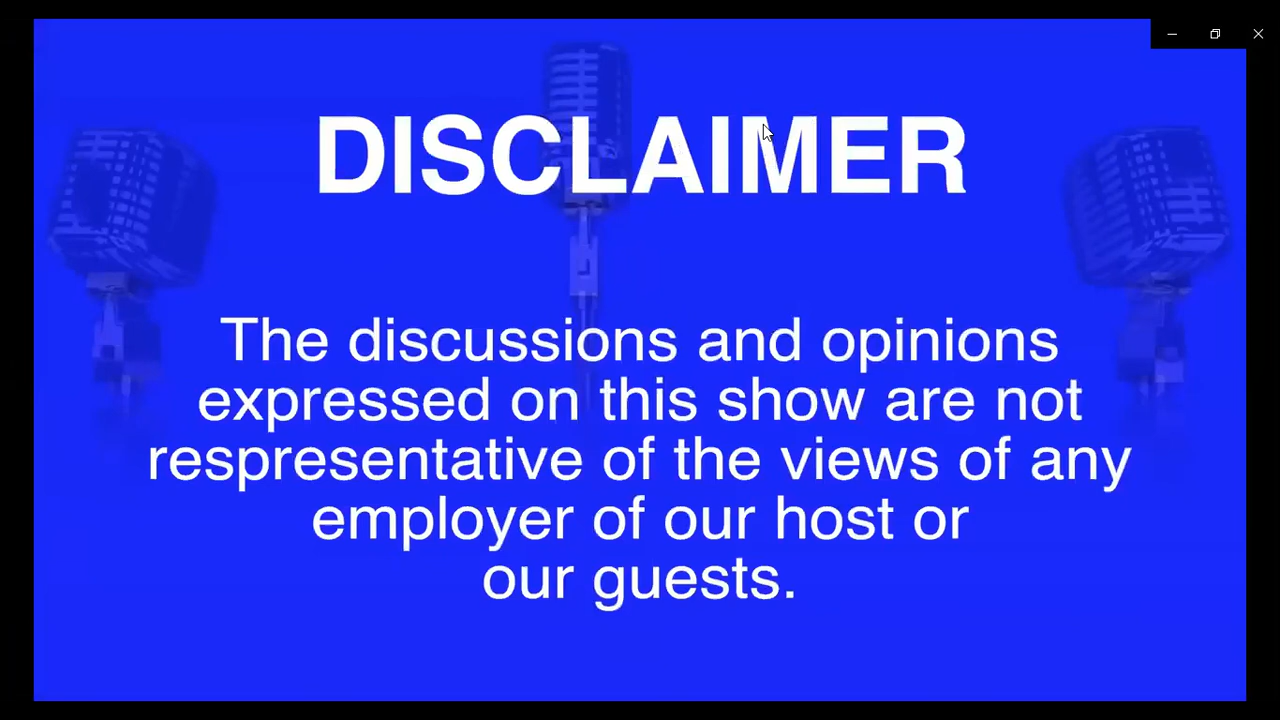 DISCLAIMER
The discussions and opinions
expressed on this show are not
respresentative of the views of any
employer of our host or
our guests.